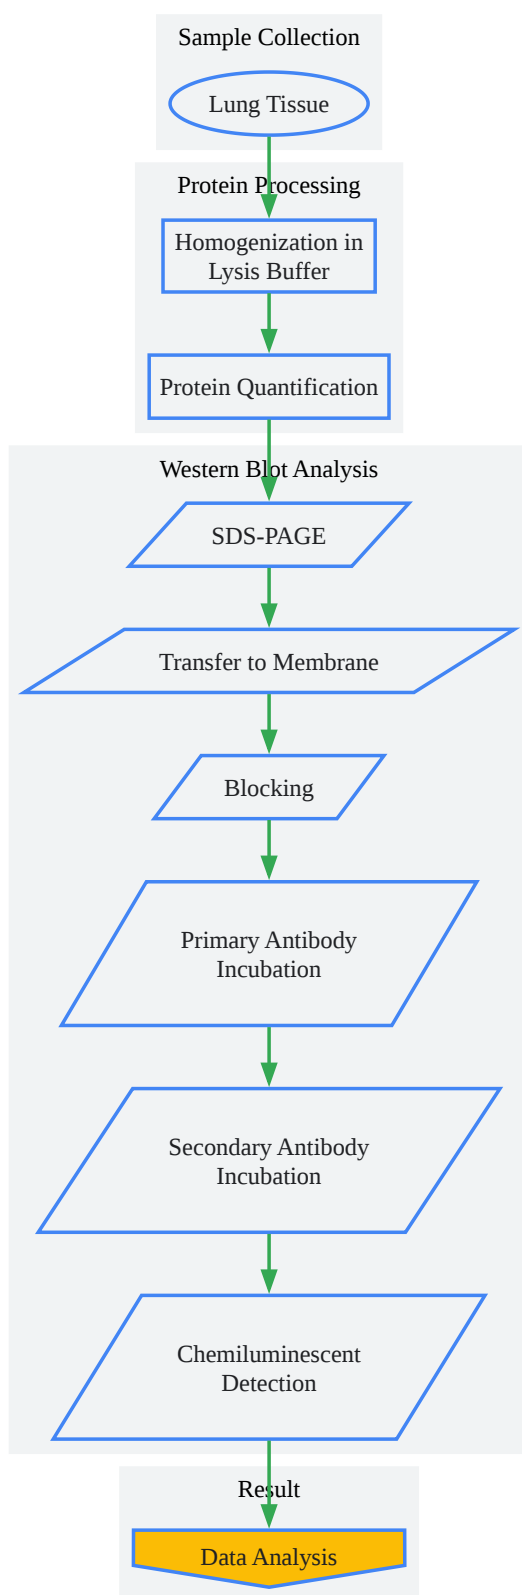 Sample Collection
Lung Tissue
Protein Processing
Homogenization in
Lysis Buffer
Protein Quantification
Western Blot Analysis
SDS-PAGE
Transfer to Membrane
Blocking
Primary Antibody
Incubation
Secondary Antibody
Incubation
Chemiluminescent
Detection
Result
Data Analysis